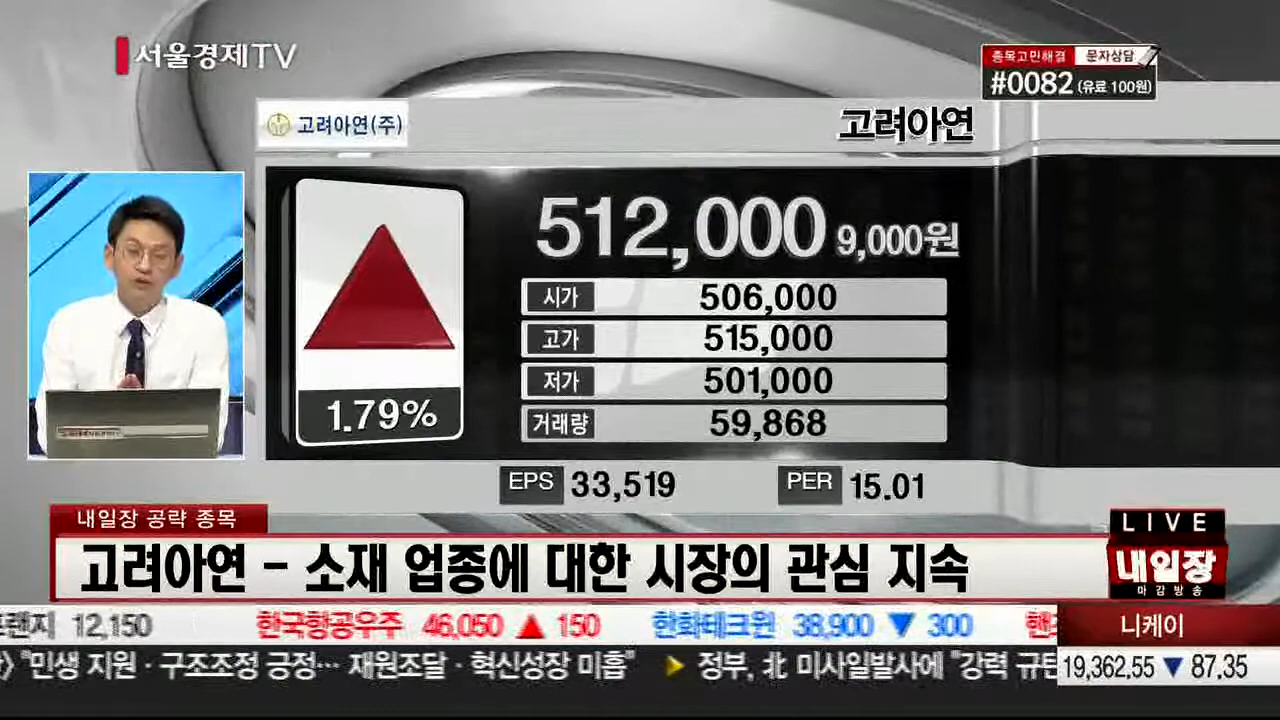 서울경제TV
종목고민해결 문자상담
#0082 (유료 100원)
고려아연(주)
고려아연
512,000 9,000원
1.79%
시가 506,000
고가 515,000
저가 501,000
거래량 59,868
EPS 33,519 PER 15.01
내일장 공략 종목
고려아연 - 소재 업종에 대한 시장의 관심 지속
LIVE
내일장
마감방송
랜지 12,150 한국항공우주 46,050 ▲ 150 한화테크윈 38,900 ▼ 300
니케이
"민생 지원·구조조정 긍정… 재원조달·혁신성장 미흡" ▶ 정부, 北 미사일발사에 "강력 규탄
19,362.55 ▼ 87.35